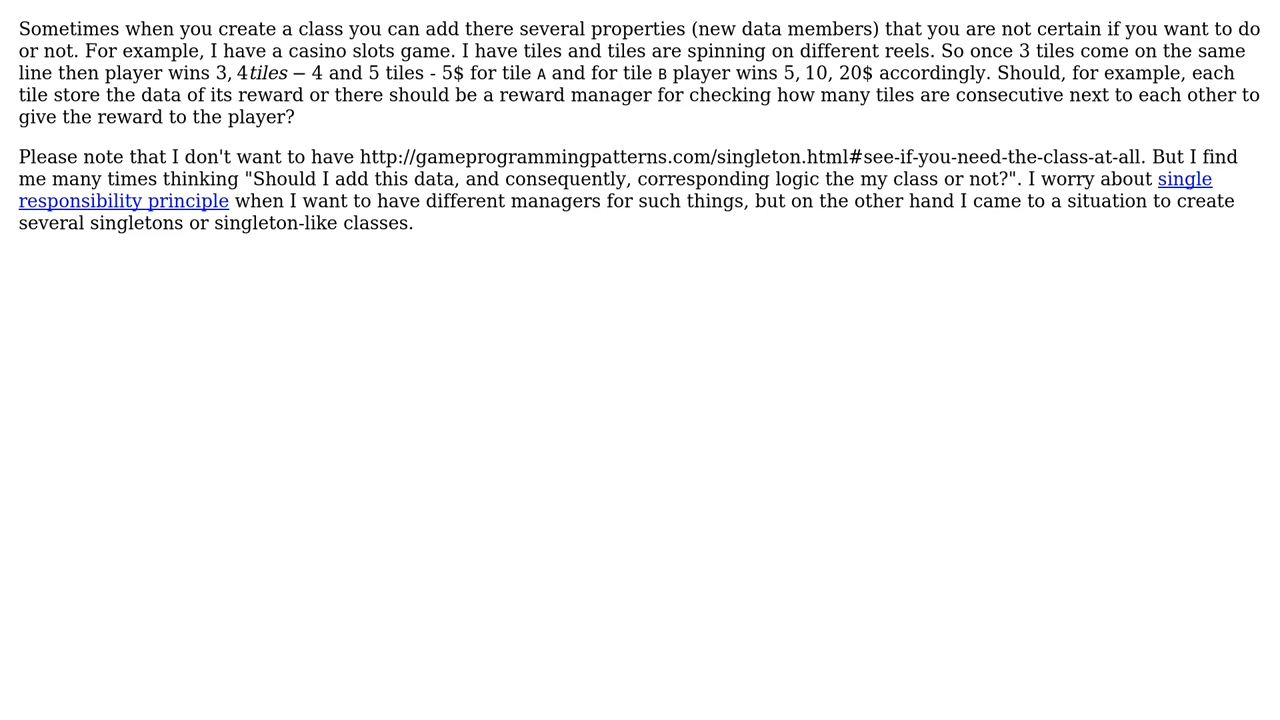 Sometimes when you create a class you can add there several properties (new data members) that you are not certain if you want to do
or not. For example, I have a casino slots game. I have tiles and tiles are spinning on different reels. So once 3 tiles come on the same
line then player wins 3, 4tiles − 4 and 5 tiles - 5$ for tile A and for tile B player wins 5, 10, 20$ accordingly. Should, for example, each
tile store the data of its reward or there should be a reward manager for checking how many tiles are consecutive next to each other to
give the reward to the player?
Please note that I don't want to have http://gameprogrammingpatterns.com/singleton.html#see-if-you-need-the-class-at-all. But I find
me many times thinking "Should I add this data, and consequently, corresponding logic the my class or not?". I worry about single
responsibility principle when I want to have different managers for such things, but on the other hand I came to a situation to create
several singletons or singleton-like classes.